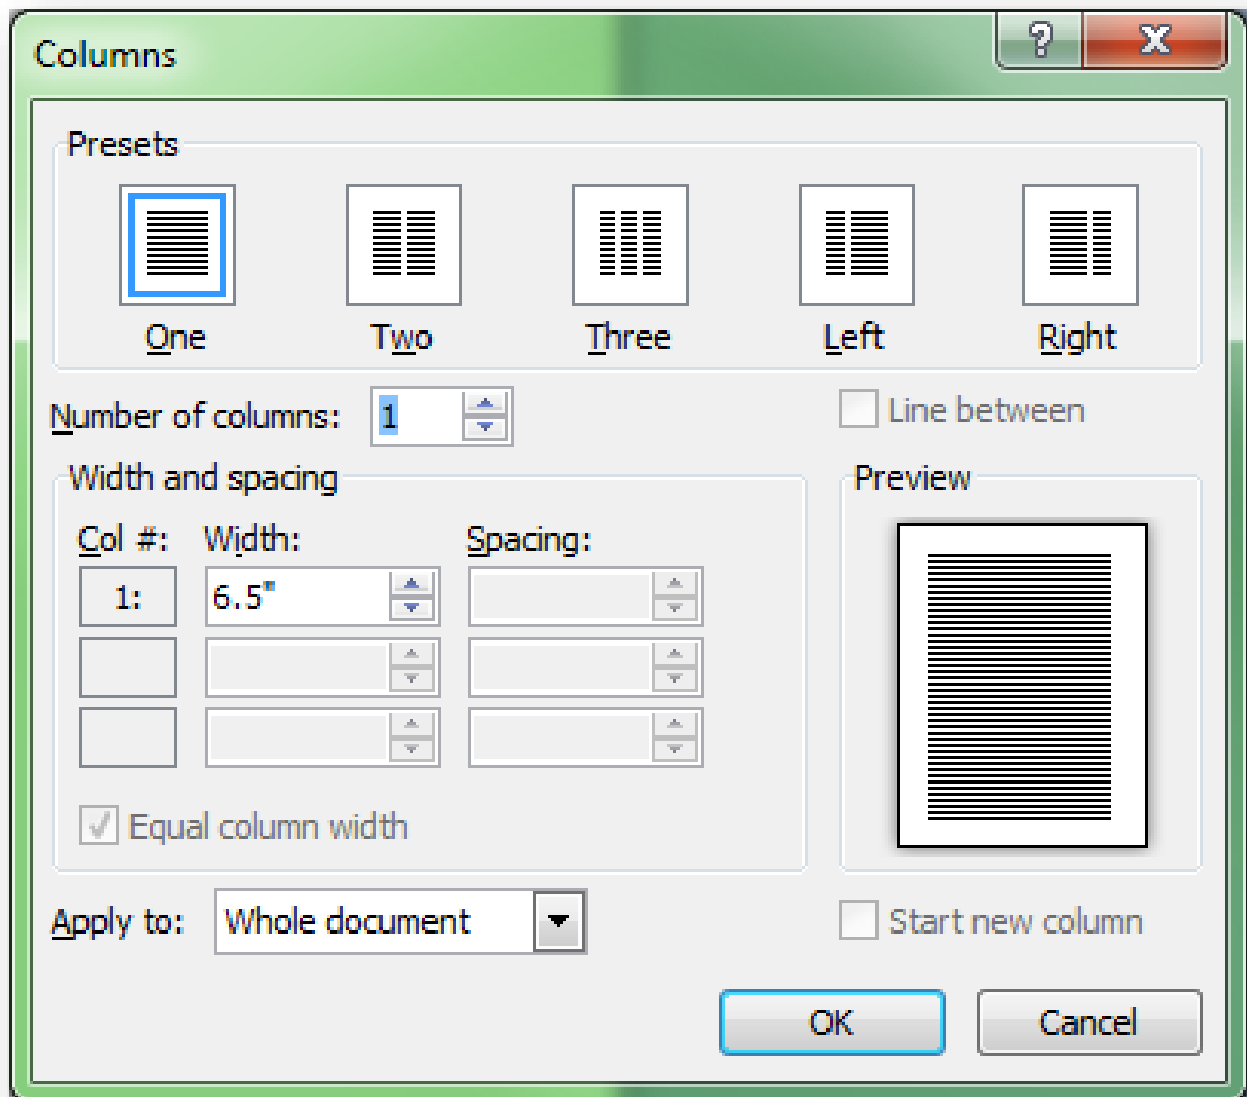 Columns
Presets
One Two Three Left Right
Number of columns: 1 Line between
Width and spacing Preview
Col #: Width: Spacing:
1: 6.5"
Equal column width
Apply to: Whole document Start new column
OK Cancel